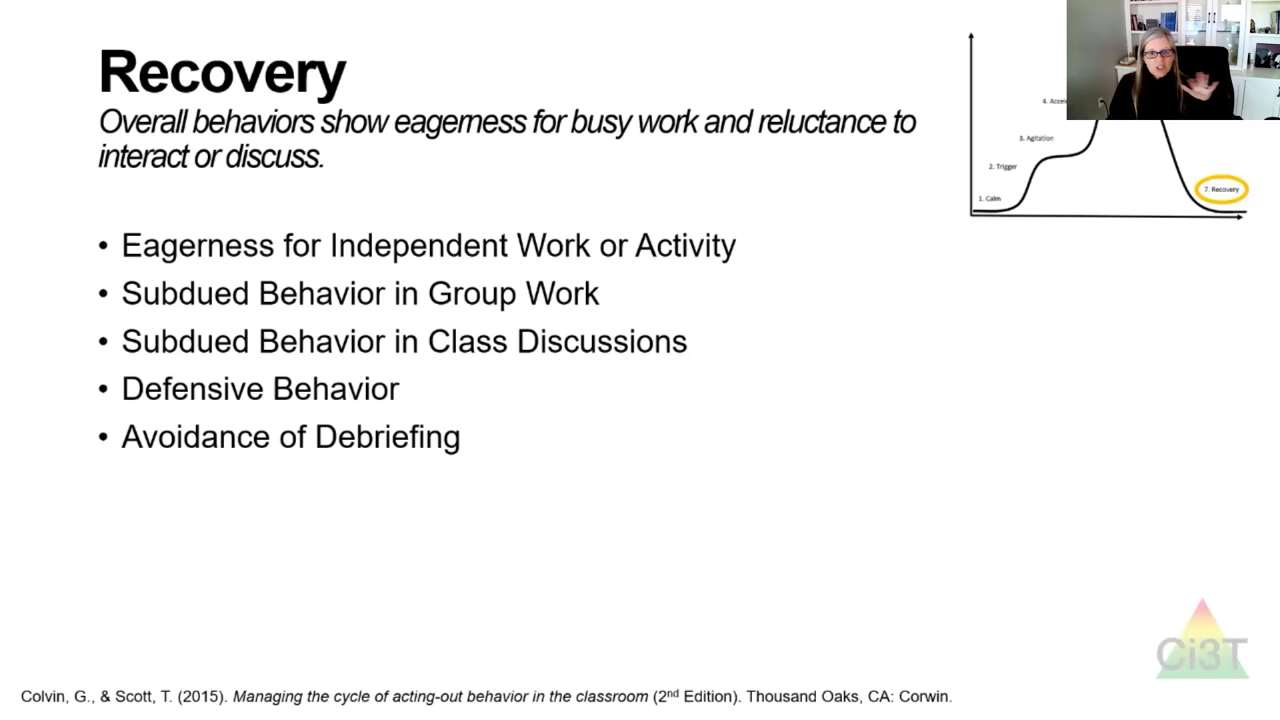 Recovery
Overall behaviors show eagerness for busy work and reluctance to
interact or discuss.
• Eagerness for Independent Work or Activity
• Subdued Behavior in Group Work
• Subdued Behavior in Class Discussions
• Defensive Behavior
• Avoidance of Debriefing
3. Agitation
2. Trigger
1. Calm
7. Recovery
Ci3T
Colvin, G., & Scott, T. (2015). Managing the cycle of acting-out behavior in the classroom (2nd Edition). Thousand Oaks, CA: Corwin.